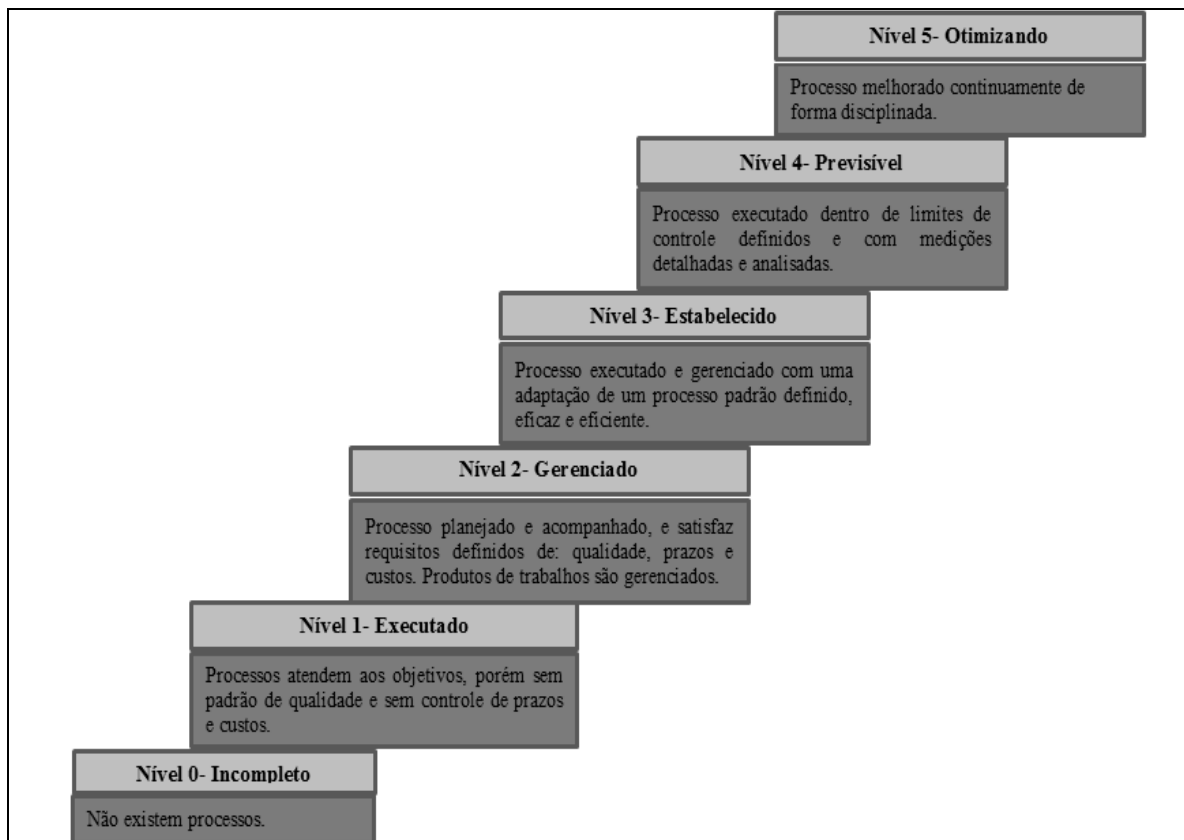 Nível 5- Otimizando
Processo melhorado continuamente de
forma disciplinada.
Nível 4- Previsível
Processo executado dentro de limites de
controle definidos e com medições
detalhadas e analisadas.
Nível 3- Estabelecido
Processo executado e gerenciado com uma
adaptação de um processo padrão definido,
eficaz e eficiente.
Nível 2- Gerenciado
Processo planejado e acompanhado, e satisfaz
requisitos definidos de: qualidade, prazos e
custos. Produtos de trabalhos são gerenciados.
Nível 1- Executado
Processos atendem aos objetivos, porém sem
padrão de qualidade e sem controle de prazos
e custos.
Nível 0- Incompleto
Não existem processos.